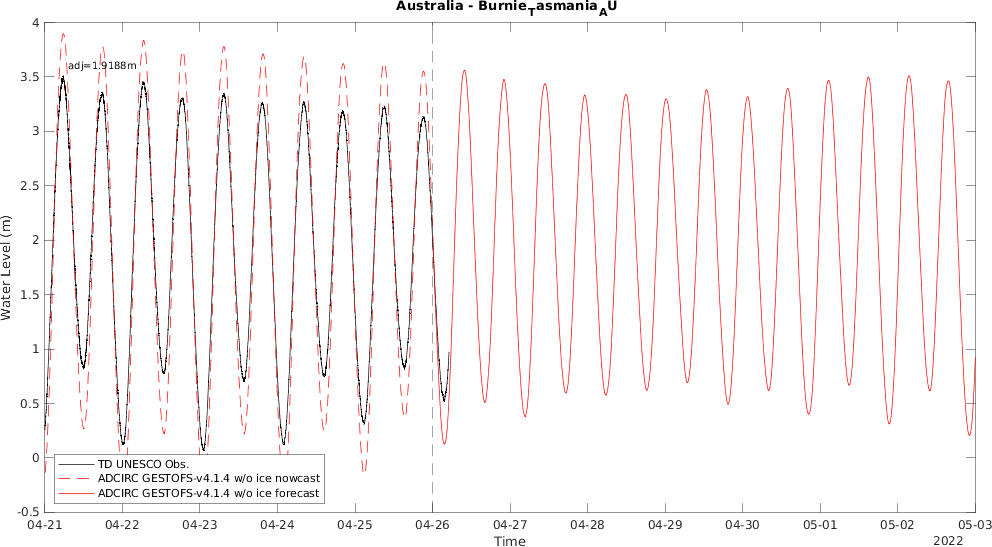 Australia - Burnie_Tasmania_AU
adj=1.9188m
4
3.5
3
2.5
2
1.5
1
0.5
0
-0.5
Water Level (m)
TD UNESCO Obs.
ADCIRC GESTOFS-v4.1.4 w/o ice nowcast
ADCIRC GESTOFS-v4.1.4 w/o ice forecast
04-21 04-22 04-23 04-24 04-25 04-26 04-27 04-28 04-29 04-30 05-01 05-02 05-03
Time
2022